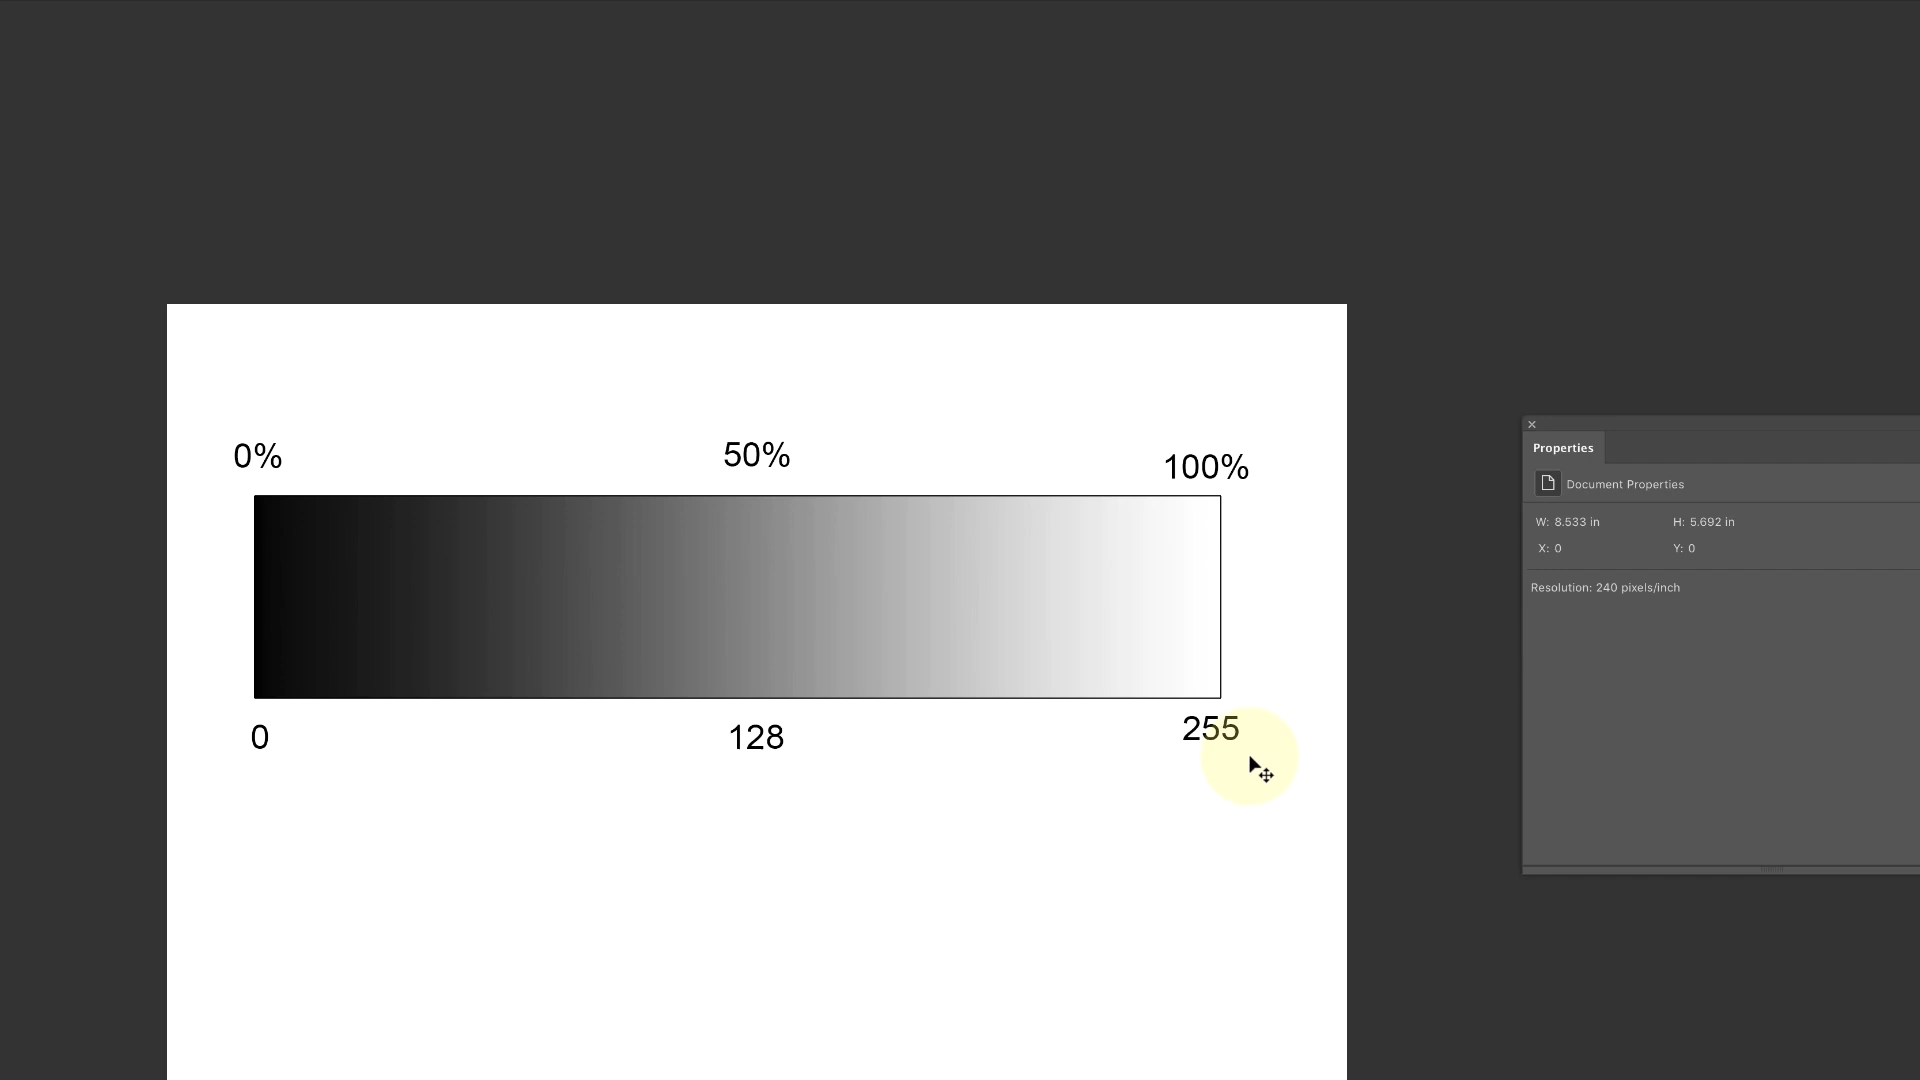 0%
50%
100%
0
128
255
Properties
Document Properties
W: 8.533 in
H: 5.692 in
X: 0
Y: 0
Resolution: 240 pixels/inch